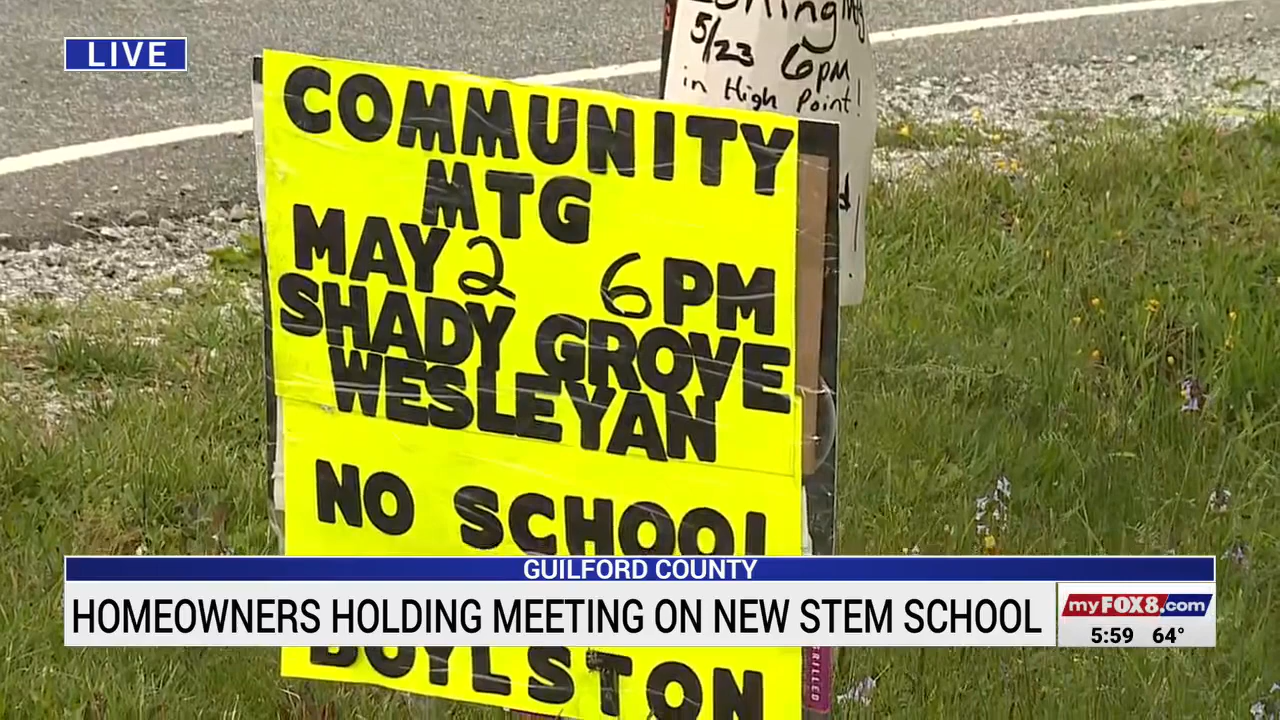 LIVE
5/23 6pm
in High Point!
COMMUNITY
MTG
MAY 2 6PM
SHADY GROVE
WESLEYAN
NO SCHOOL
BOYLSTON
GUILFORD COUNTY
HOMEOWNERS HOLDING MEETING ON NEW STEM SCHOOL
myFOX8.com
5:59 64°